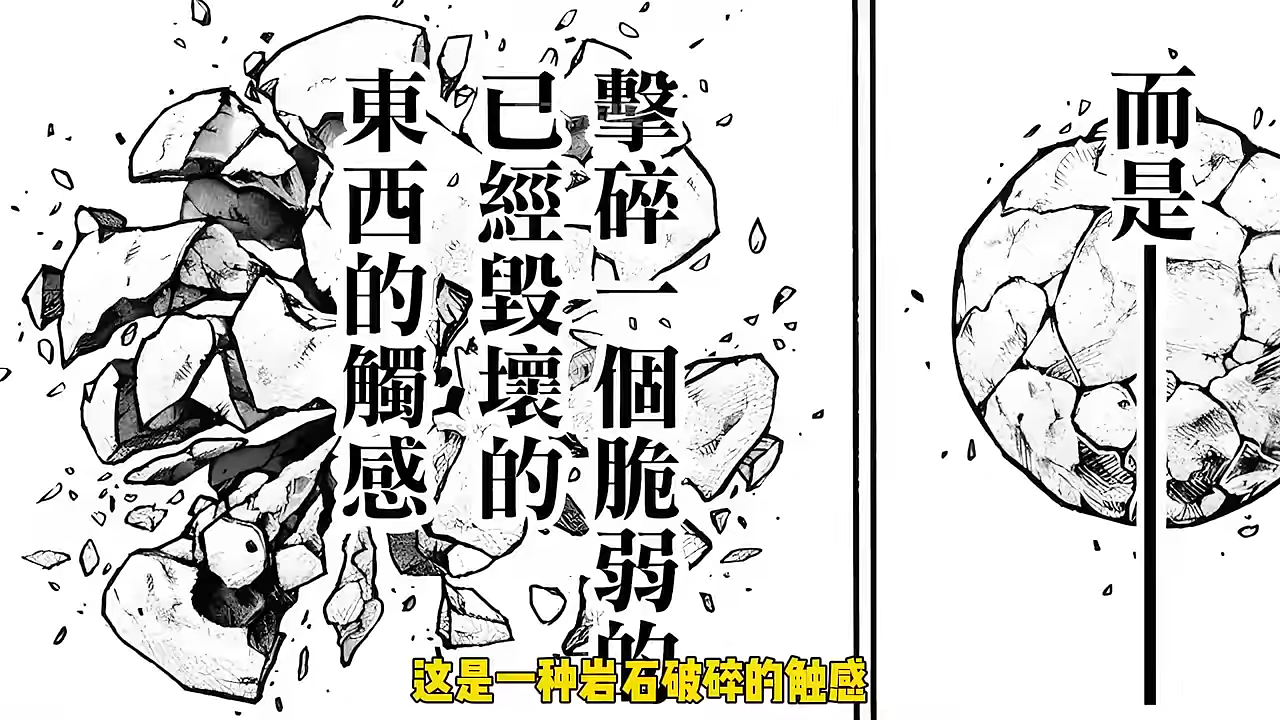 而是──
擊碎一個脆弱的
已經毀壞的
東西的觸感
这是一种岩石破碎的触感